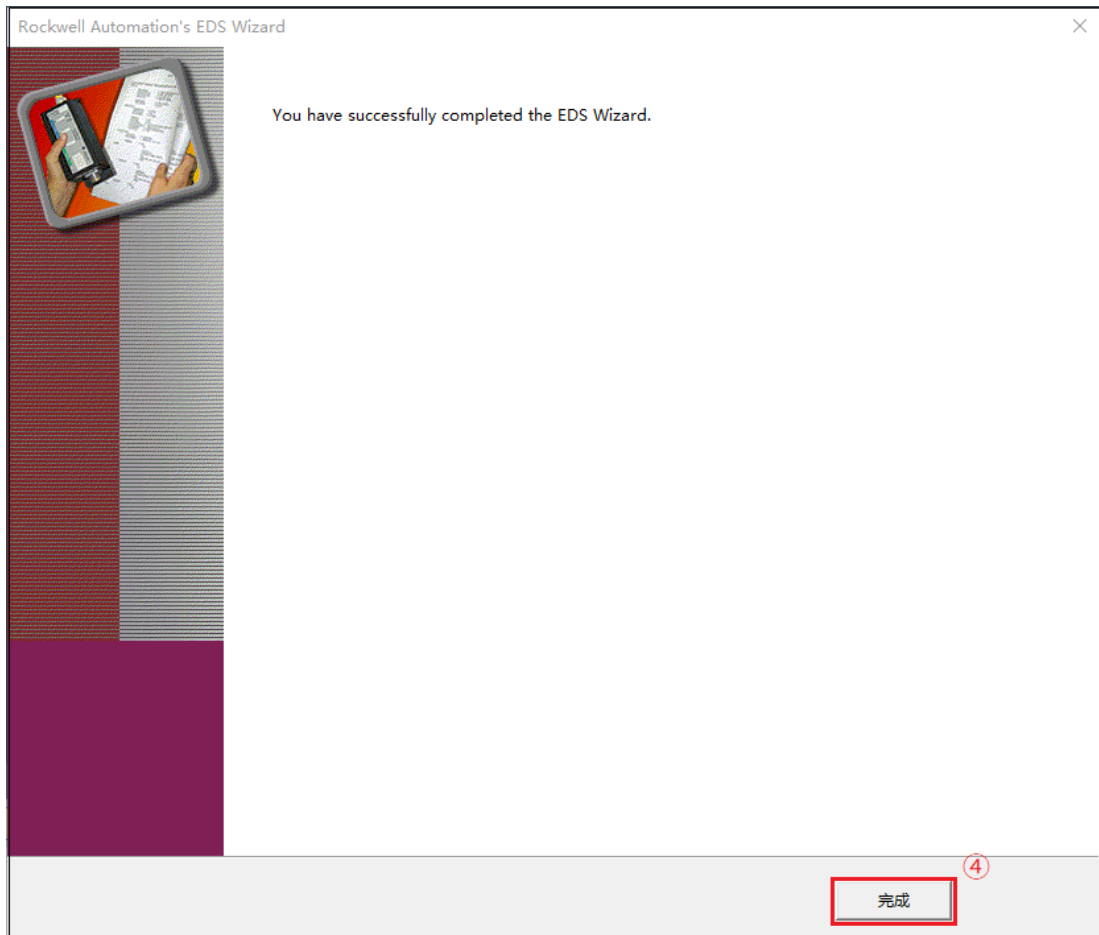 Rockwell Automation's EDS Wizard
You have successfully completed the EDS Wizard.
④
完成